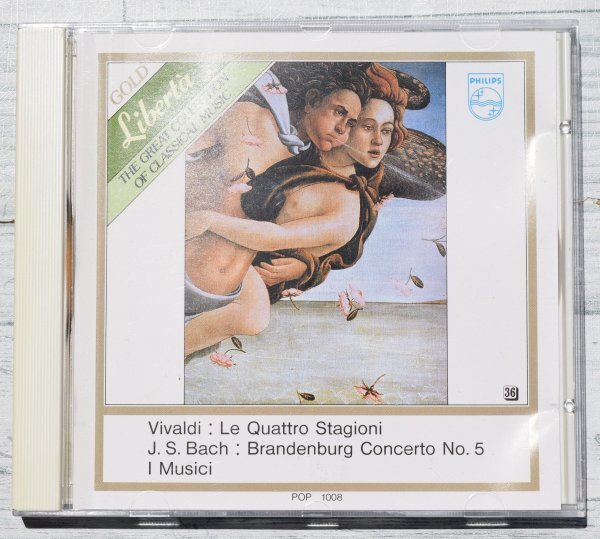 GOLD
Libertà
THE GREAT COLLECTION
OF CLASSICAL MUSIC
PHILIPS
36
Vivaldi : Le Quattro Stagioni
J. S. Bach : Brandenburg Concerto No. 5
I Musici
POP 1008